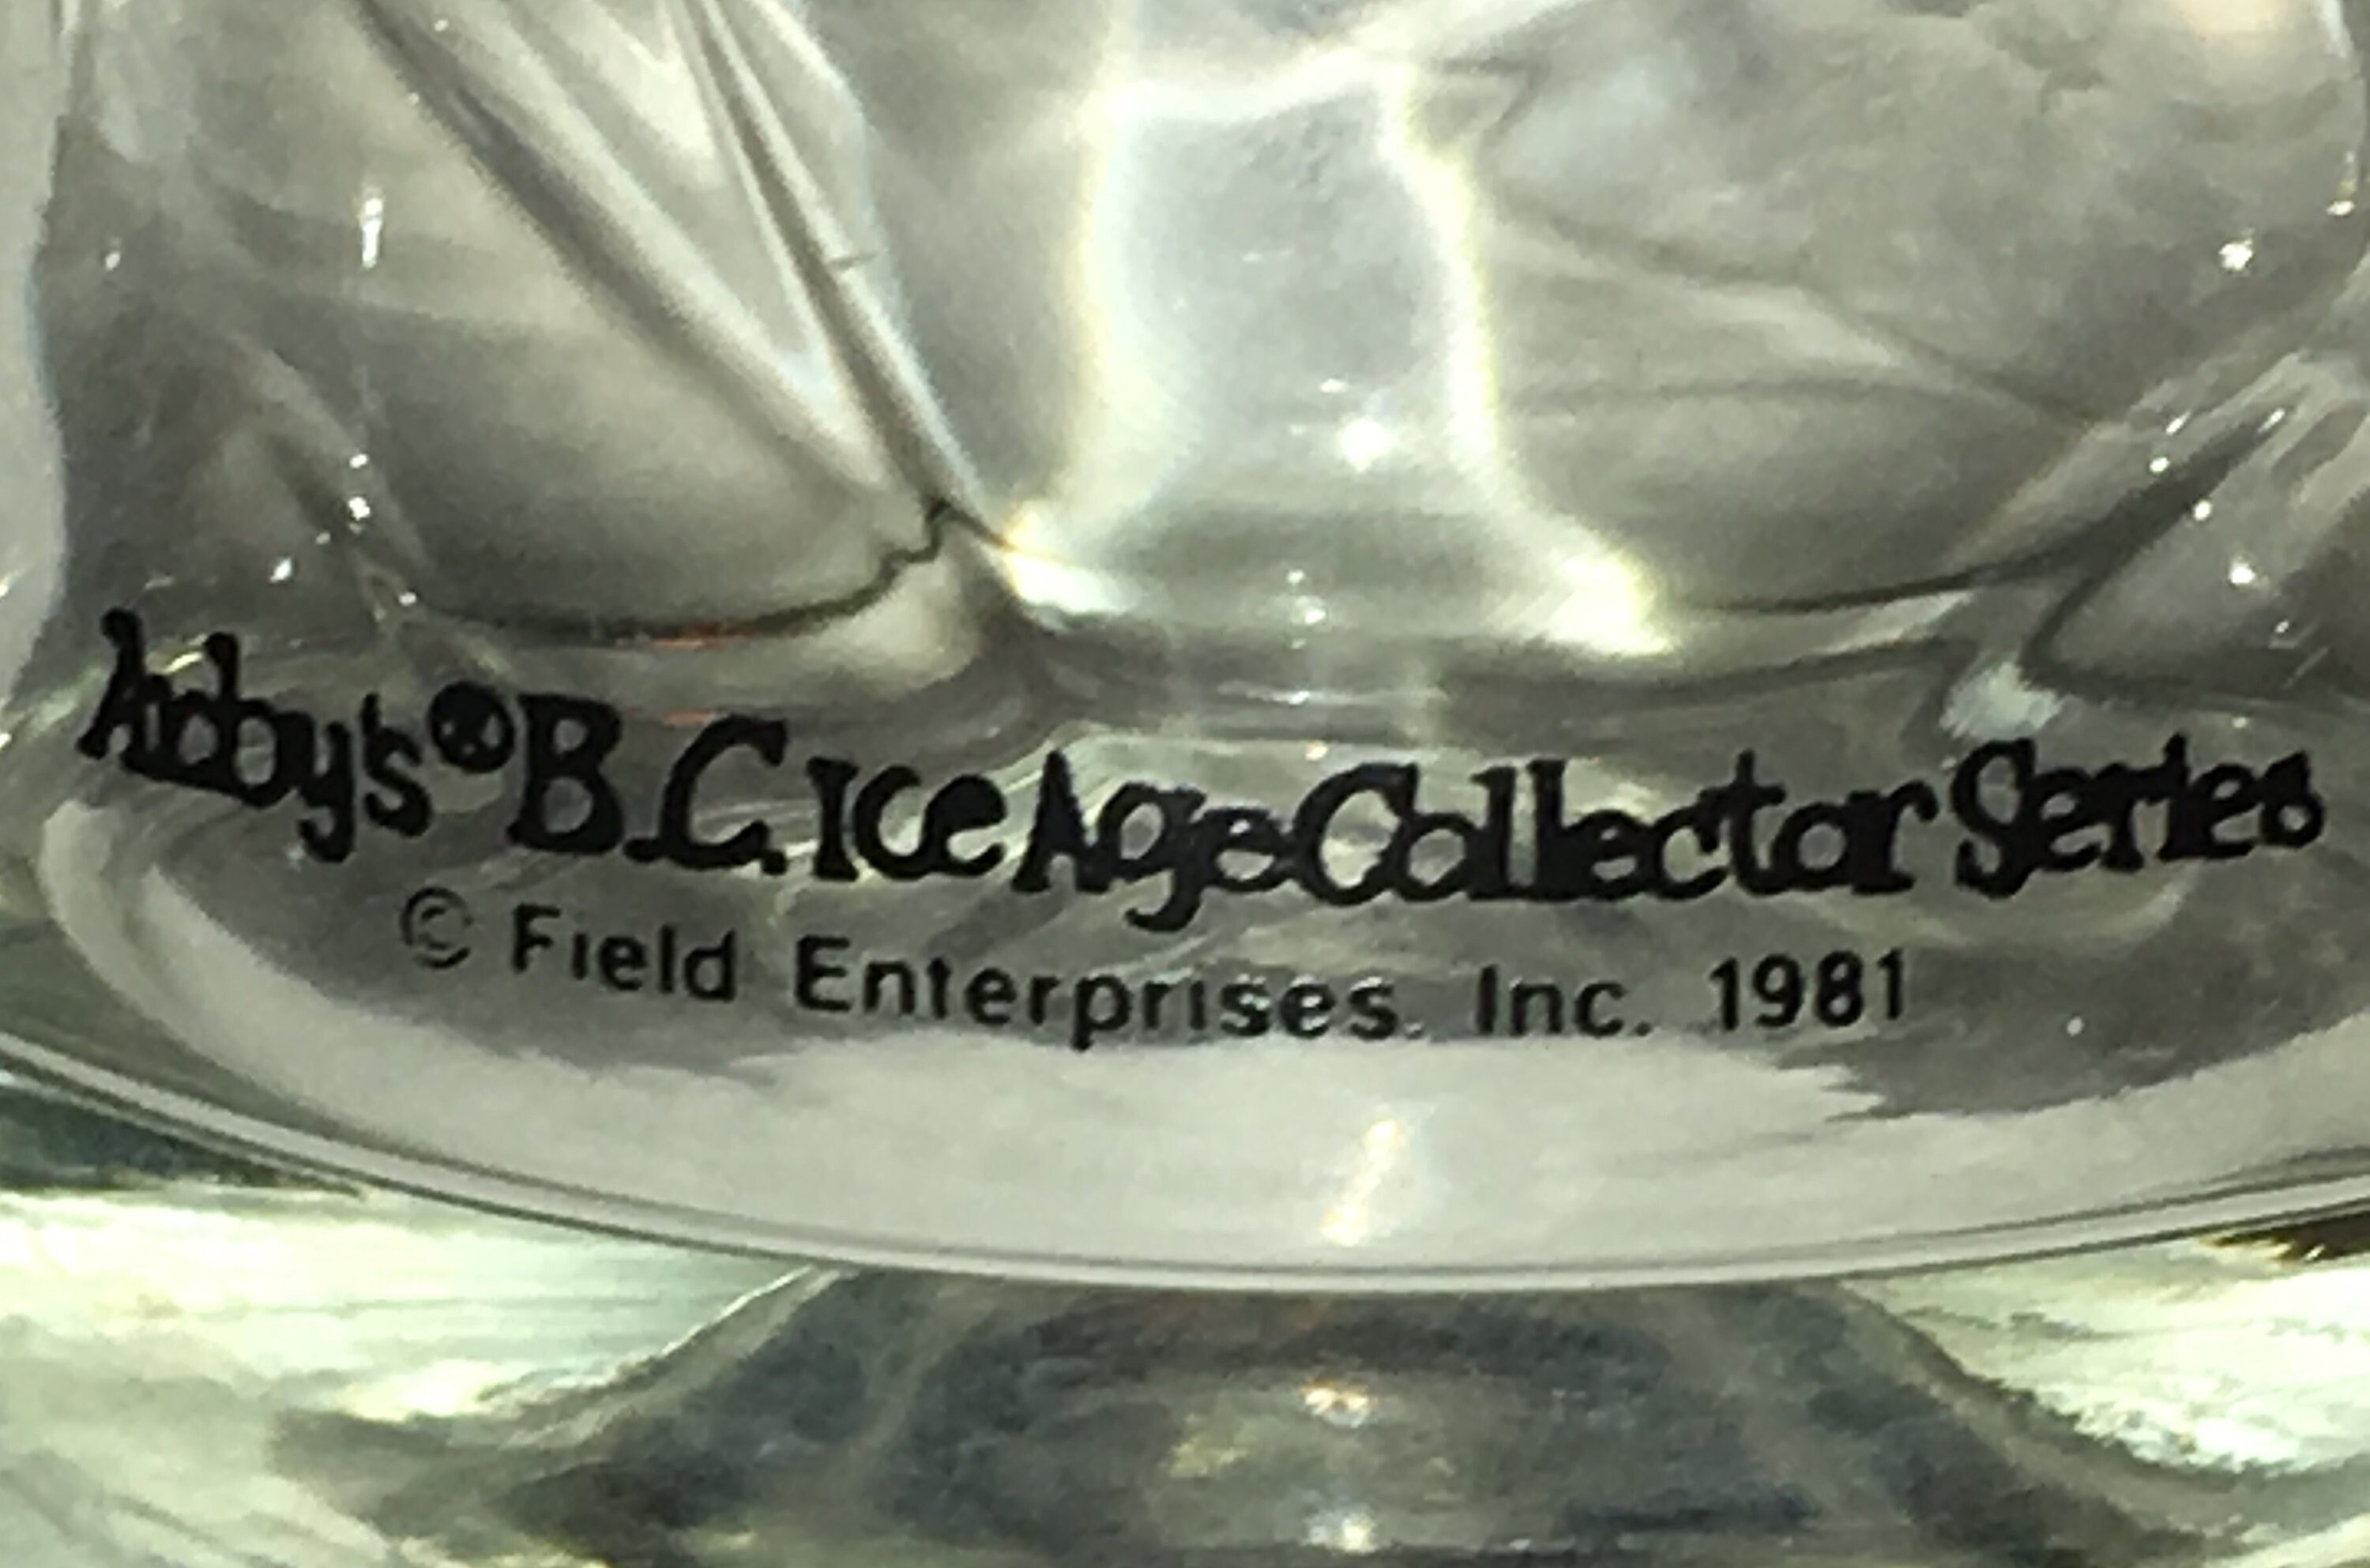 Arby's® B.C. Ice Age Collector Series
© Field Enterprises, Inc. 1981